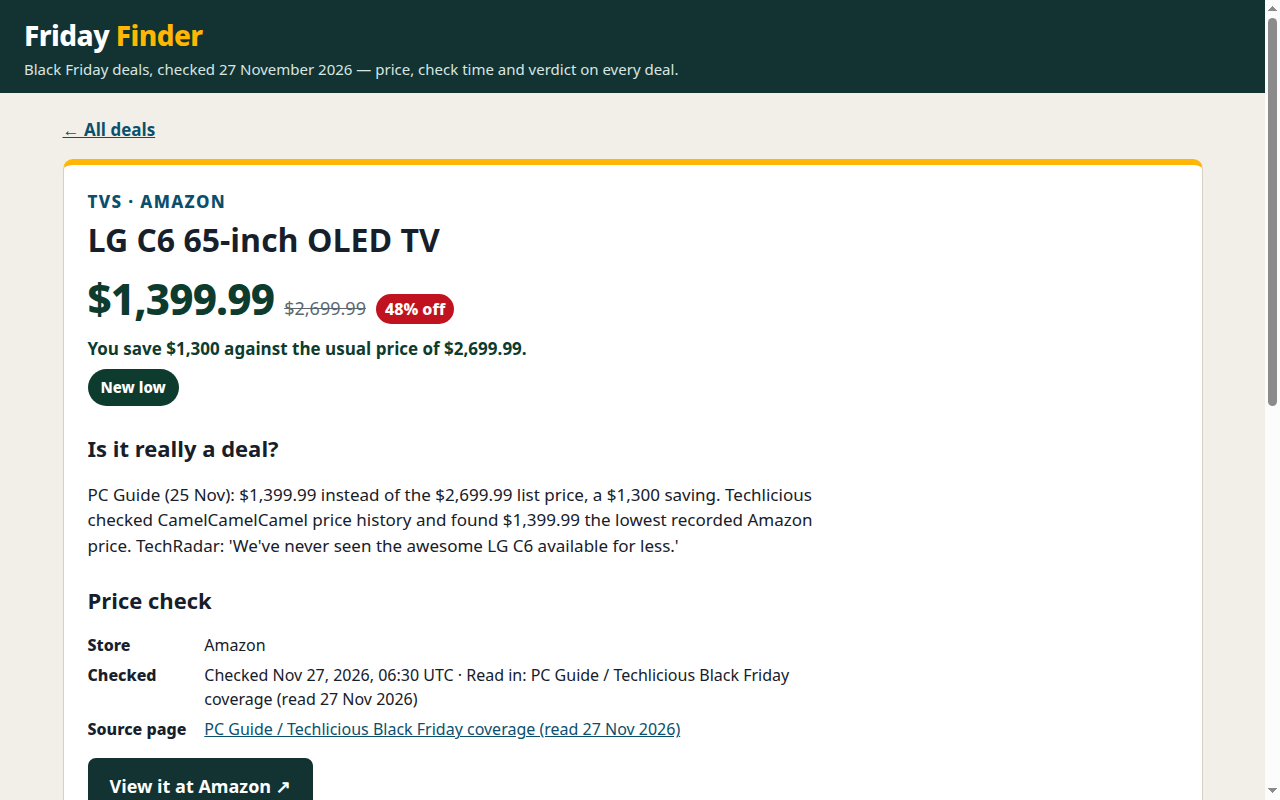 Friday Finder
Black Friday deals, checked 27 November 2026 — price, check time and verdict on every deal.
← All deals
TVS · AMAZON
LG C6 65-inch OLED TV
$1,399.99 $2,699.99 48% off
You save $1,300 against the usual price of $2,699.99.
New low
Is it really a deal?
PC Guide (25 Nov): $1,399.99 instead of the $2,699.99 list price, a $1,300 saving. Techlicious
checked CamelCamelCamel price history and found $1,399.99 the lowest recorded Amazon
price. TechRadar: 'We've never seen the awesome LG C6 available for less.'
Price check
Store Amazon
Checked Checked Nov 27, 2026, 06:30 UTC · Read in: PC Guide / Techlicious Black Friday
coverage (read 27 Nov 2026)
Source page PC Guide / Techlicious Black Friday coverage (read 27 Nov 2026)
View it at Amazon ↗